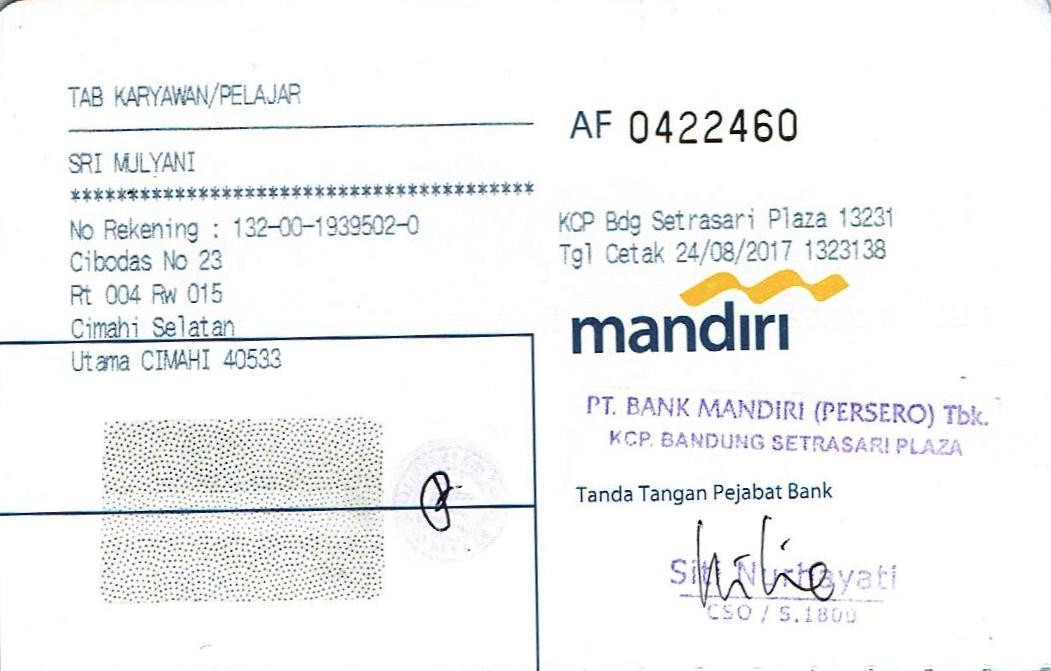 TAB KARYAWAN/PELAJAR
SRI MULYANI
****************************************
No Rekening : 132-00-1939502-0
Cibodas No 23
Rt 004 Rw 015
Cimahi Selatan
Utama CIMAHI 40533
AF 0422460
KCP Bdg Setrasari Plaza 13231
Tgl Cetak 24/08/2017 1323138
mandiri
PT. BANK MANDIRI (PERSERO) Tbk.
KCP. BANDUNG SETRASARI PLAZA
Tanda Tangan Pejabat Bank
Siti Nurhayati
CSO / S.1800